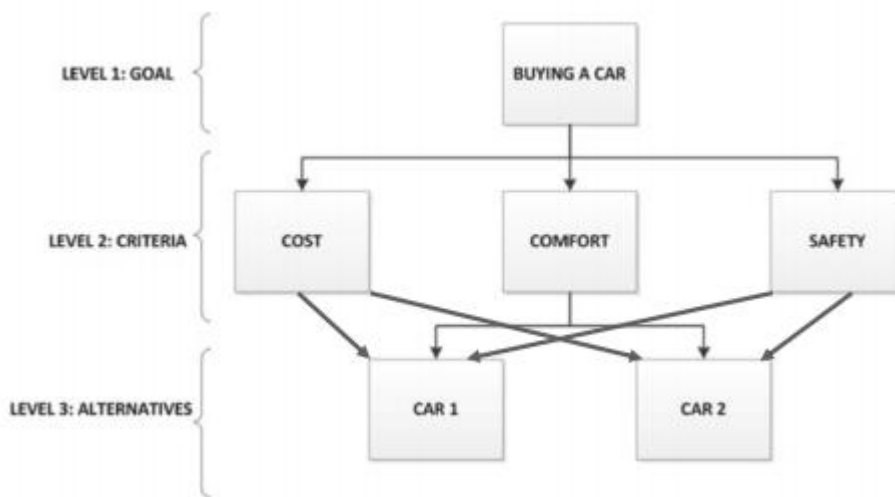 LEVEL 1: GOAL
BUYING A CAR
LEVEL 2: CRITERIA
COST
COMFORT
SAFETY
LEVEL 3: ALTERNATIVES
CAR 1
CAR 2